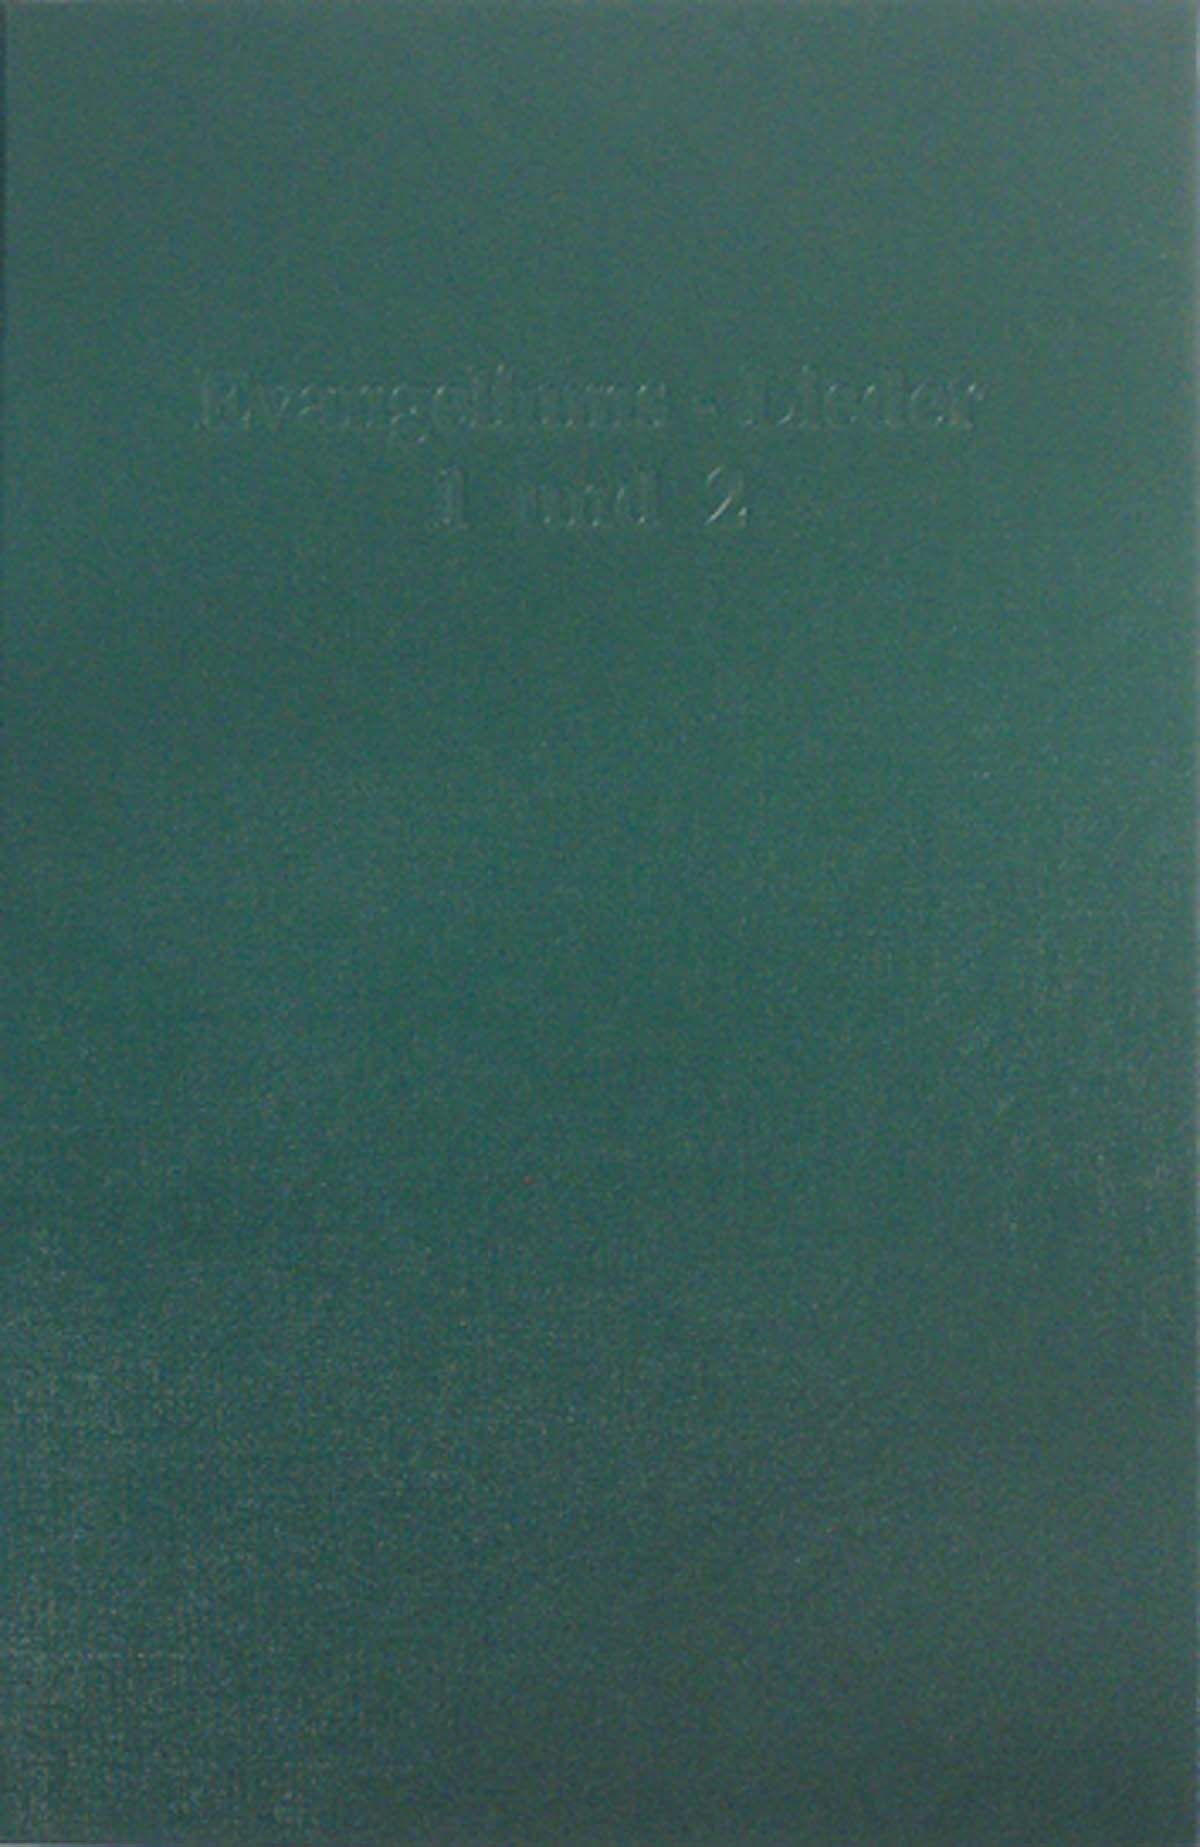 Evangeliums - Lieder
1 und 2